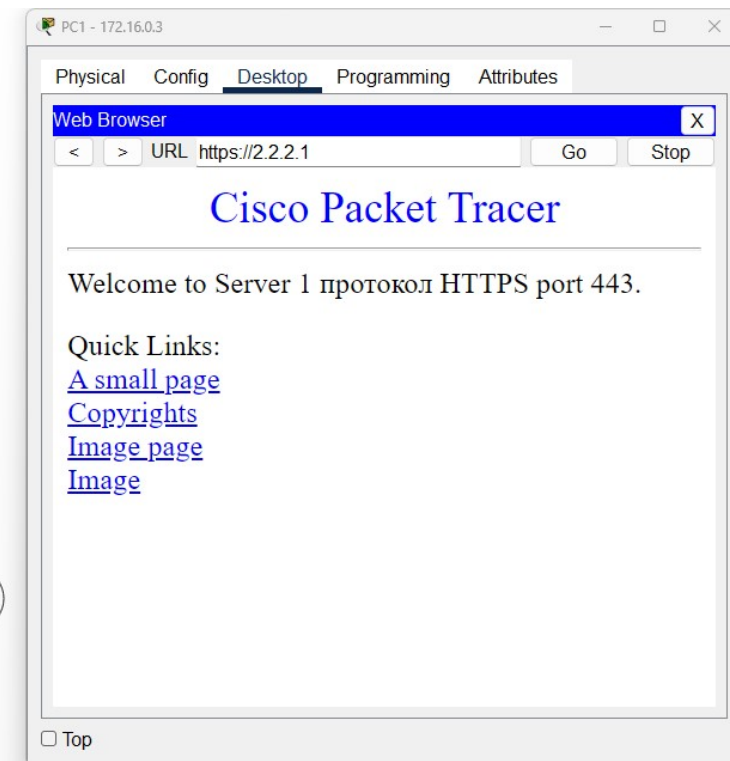 PC1 - 172.16.0.3
Physical Config Desktop Programming Attributes
Web Browser X
< > URL https://2.2.2.1 Go Stop
Cisco Packet Tracer
Welcome to Server 1 протокол HTTPS port 443.
Quick Links:
A small page
Copyrights
Image page
Image
Top